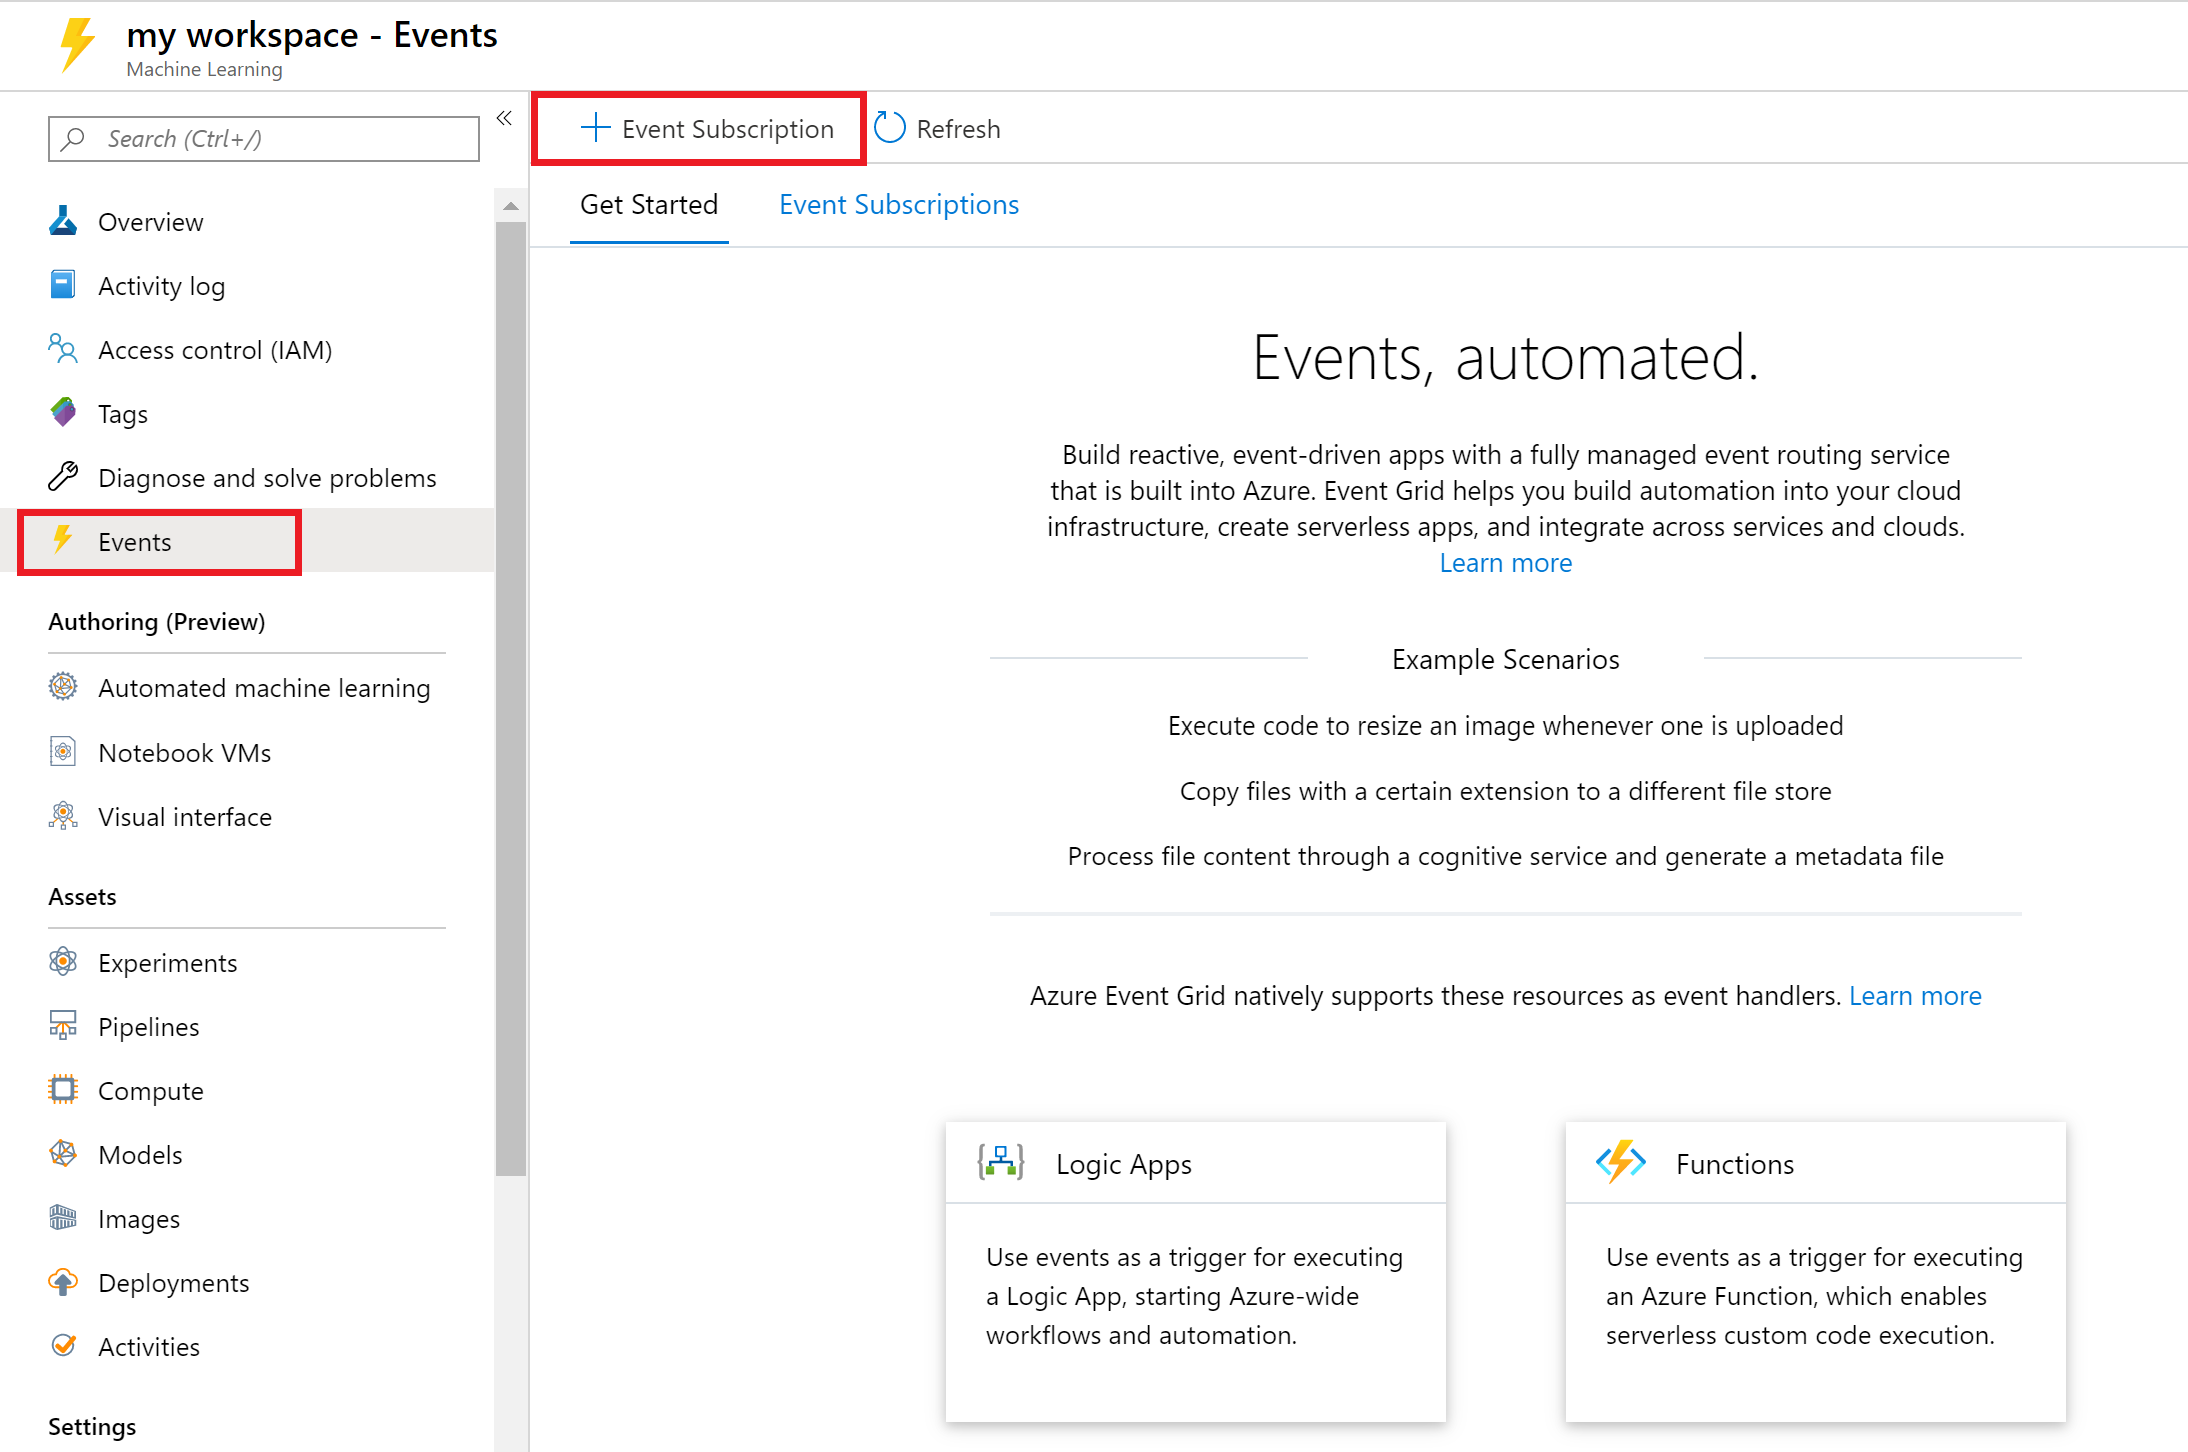 my workspace - Events
Machine Learning
Search (Ctrl+/)
«
Overview
Activity log
Access control (IAM)
Tags
Diagnose and solve problems
Events
Authoring (Preview)
Automated machine learning
Notebook VMs
Visual interface
Assets
Experiments
Pipelines
Compute
Models
Images
Deployments
Activities
Settings
Event Subscription
Refresh
Get Started
Event Subscriptions
Events, automated.
Build reactive, event-driven apps with a fully managed event routing service
that is built into Azure. Event Grid helps you build automation into your cloud
infrastructure, create serverless apps, and integrate across services and clouds.
Learn more
Example Scenarios
Execute code to resize an image whenever one is uploaded
Copy files with a certain extension to a different file store
Process file content through a cognitive service and generate a metadata file
Azure Event Grid natively supports these resources as event handlers. Learn more
Logic Apps
Use events as a trigger for executing
a Logic App, starting Azure-wide
workflows and automation.
Functions
Use events as a trigger for executing
an Azure Function, which enables
serverless custom code execution.